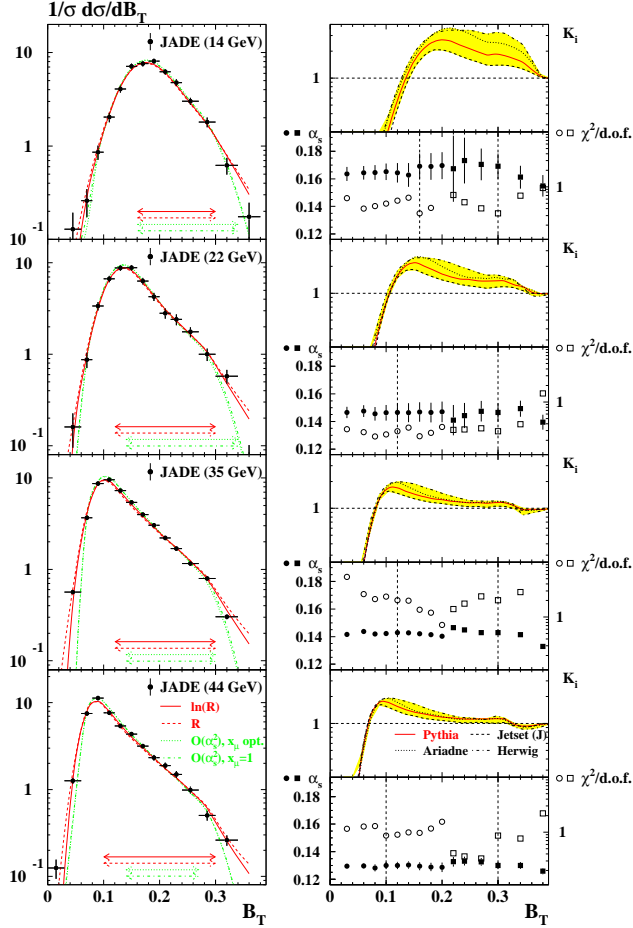 1/σ dσ/dB_T
10
1
10 -1
JADE (14 GeV)
K_i
1
● ■ α_s
○ □ χ²/d.o.f.
0.18
0.16
0.14
0.12
1
10
1
10 -1
JADE (22 GeV)
K_i
1
● ■ α_s
○ □ χ²/d.o.f.
0.18
0.16
0.14
0.12
1
10
1
10 -1
JADE (35 GeV)
K_i
1
● ■ α_s
○ □ χ²/d.o.f.
0.18
0.16
0.14
0.12
1
10
1
10 -1
JADE (44 GeV)
ln(R)
R
O(α_s²), x_μ opt.
O(α_s²), x_μ=1
K_i
1
Pythia
Jetset (J)
Ariadne
Herwig
● ■ α_s
○ □ χ²/d.o.f.
0.18
0.16
0.14
0.12
1
0 0.1 0.2 0.3
B_T
0 0.1 0.2 0.3
B_T